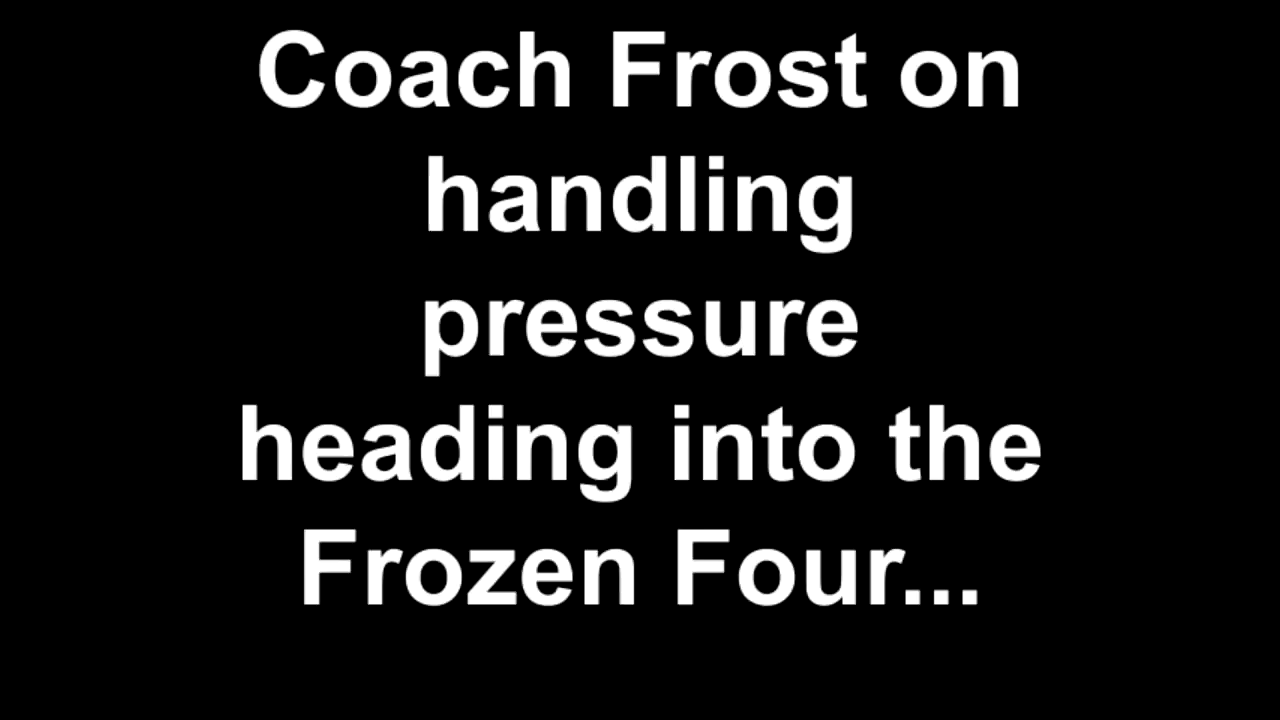 Coach Frost on
handling
pressure
heading into the
Frozen Four...